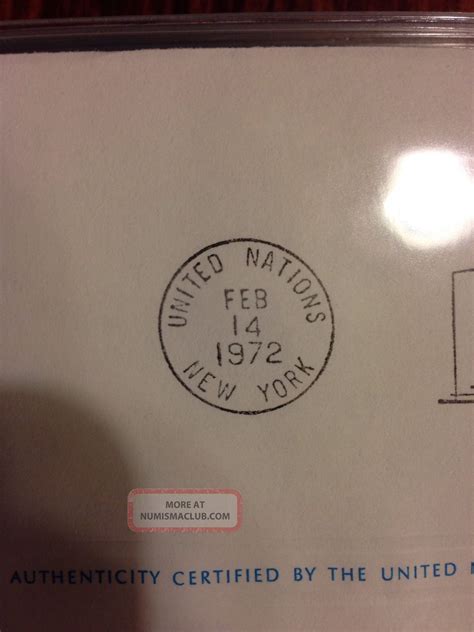 UNITED NATIONS
FEB
14
1972
NEW YORK
MORE AT
NUMISMACLUB.COM
AUTHENTICITY CERTIFIED BY THE UNITED